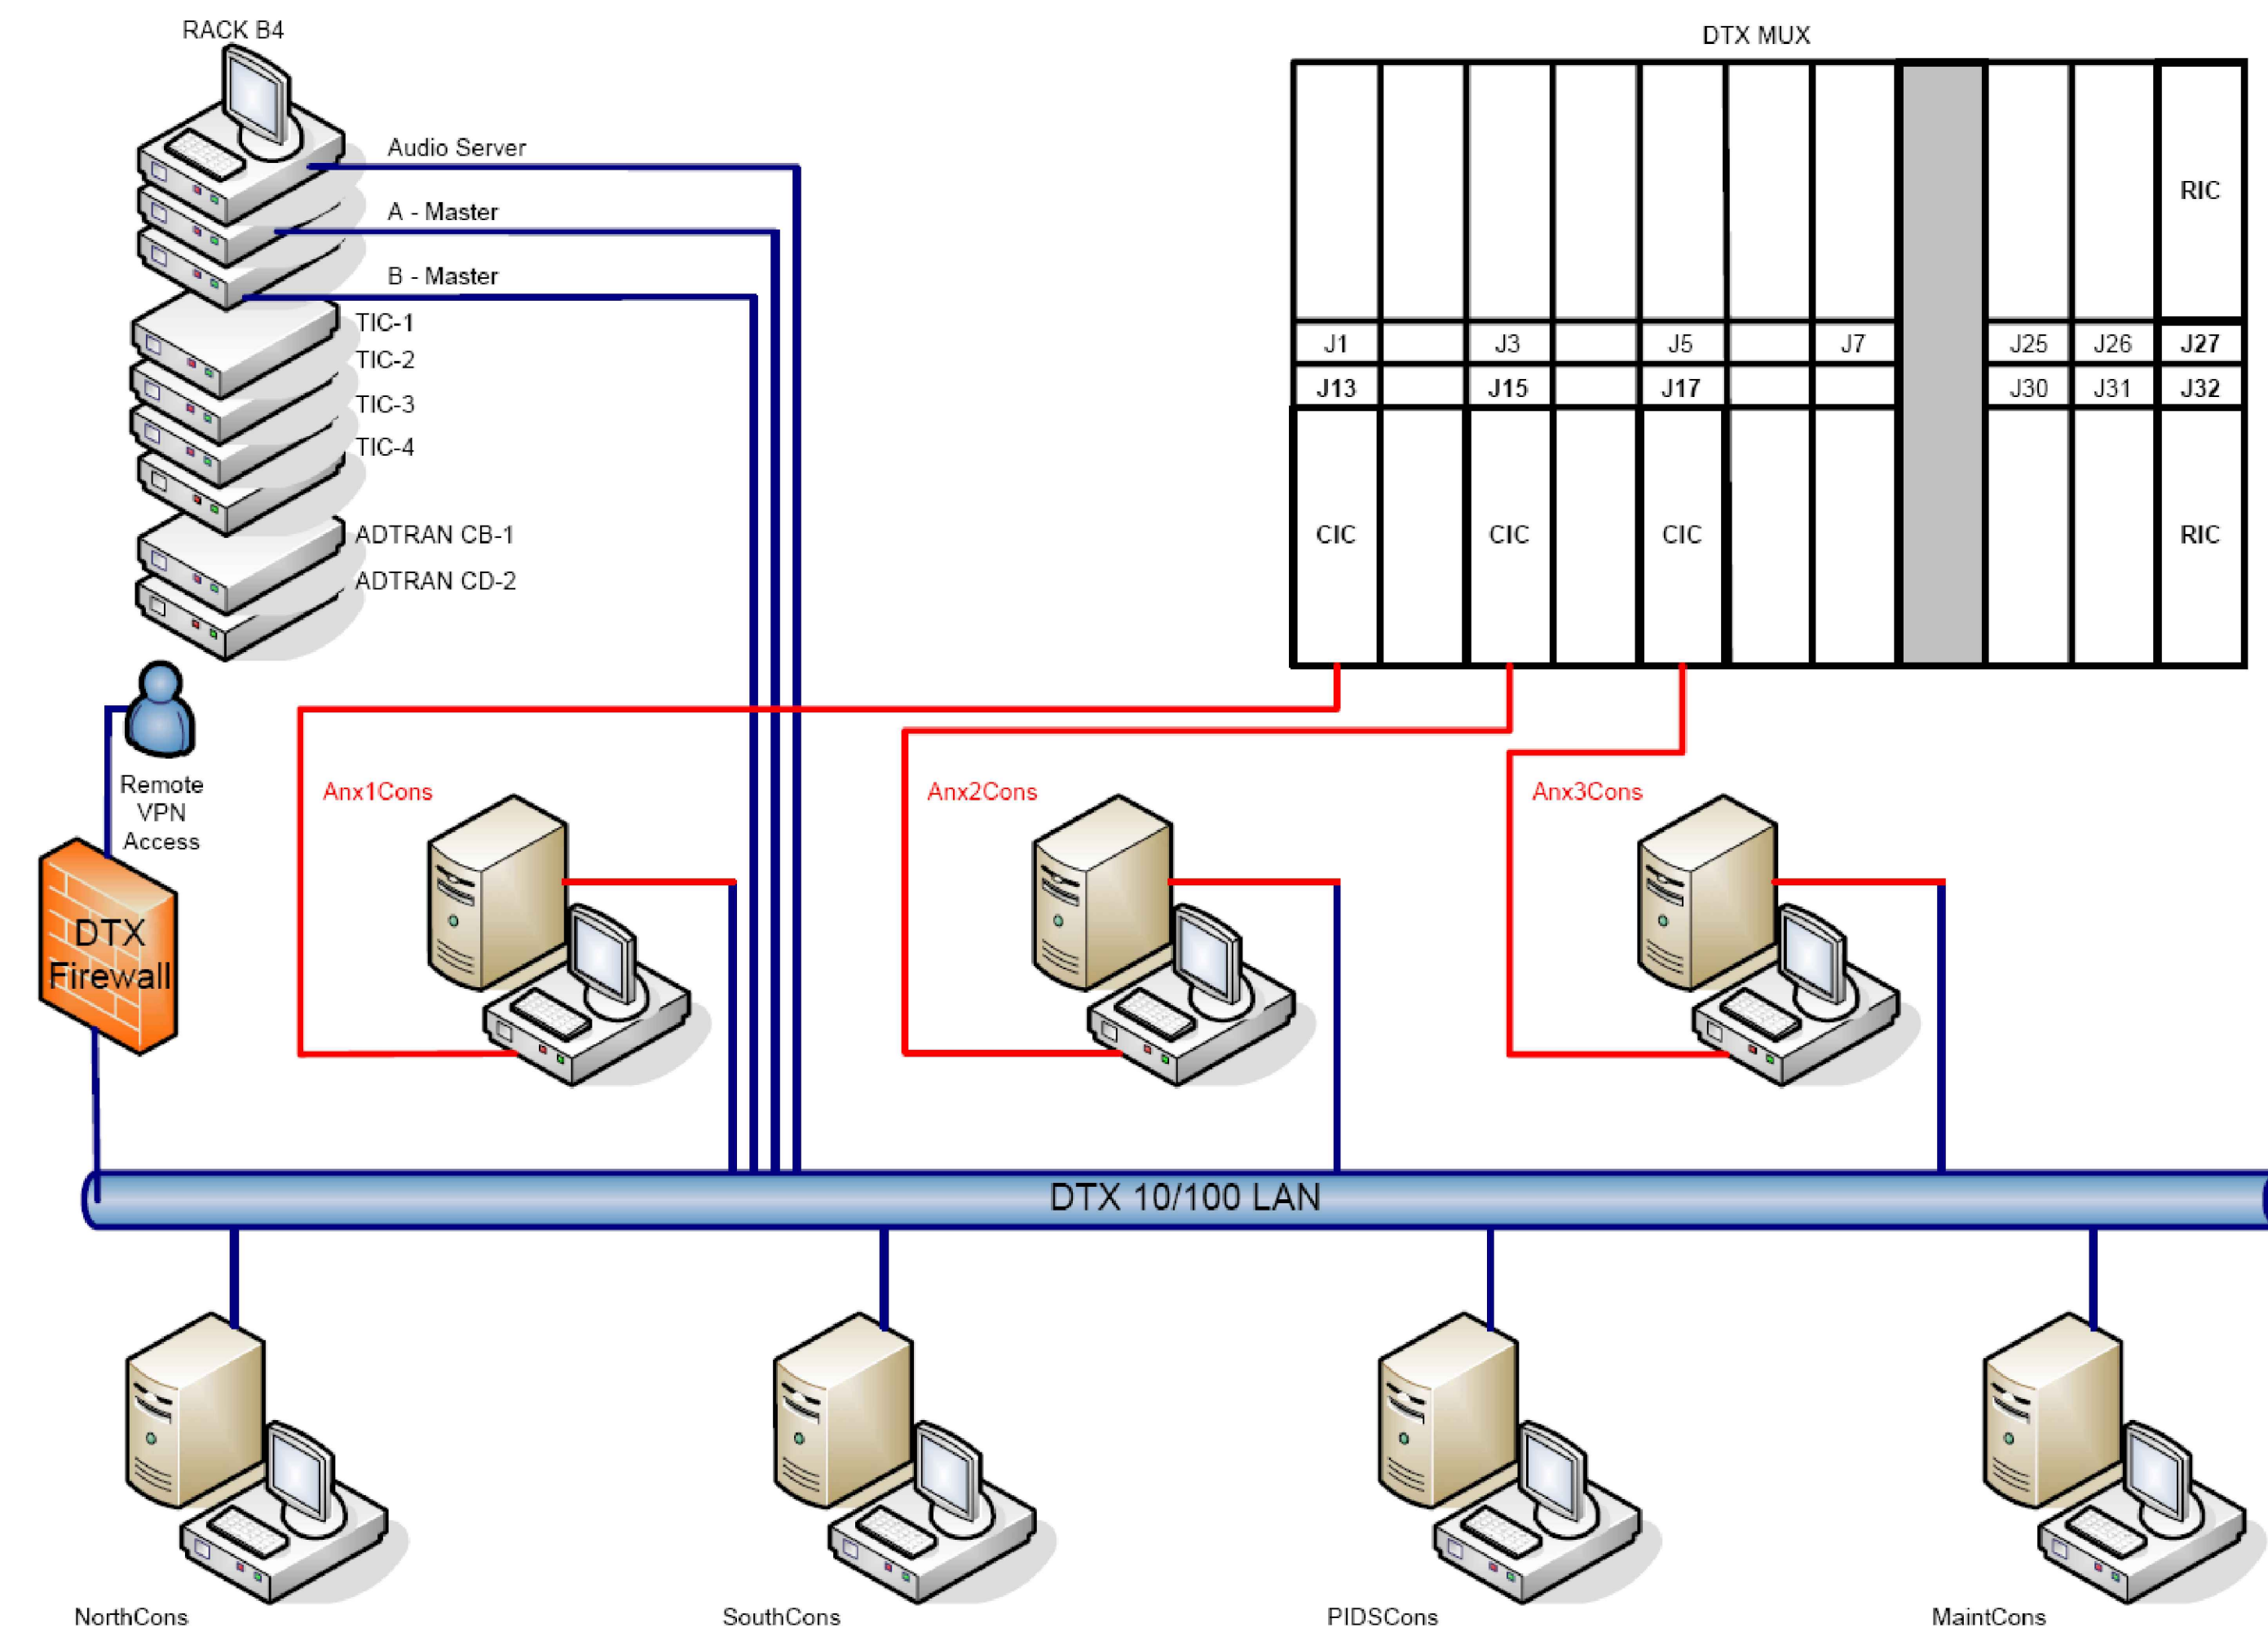 RACK B4
Audio Server
A - Master
B - Master
TIC-1
TIC-2
TIC-3
TIC-4
ADTRAN CB-1
ADTRAN CD-2
DTX MUX
RIC
J1 J3 J5 J7 J25 J26 J27
J13 J15 J17 J30 J31 J32
CIC CIC CIC RIC
Remote
VPN
Access
DTX
Firewall
Anx1Cons
Anx2Cons
Anx3Cons
DTX 10/100 LAN
NorthCons
SouthCons
PIDSCons
MaintCons